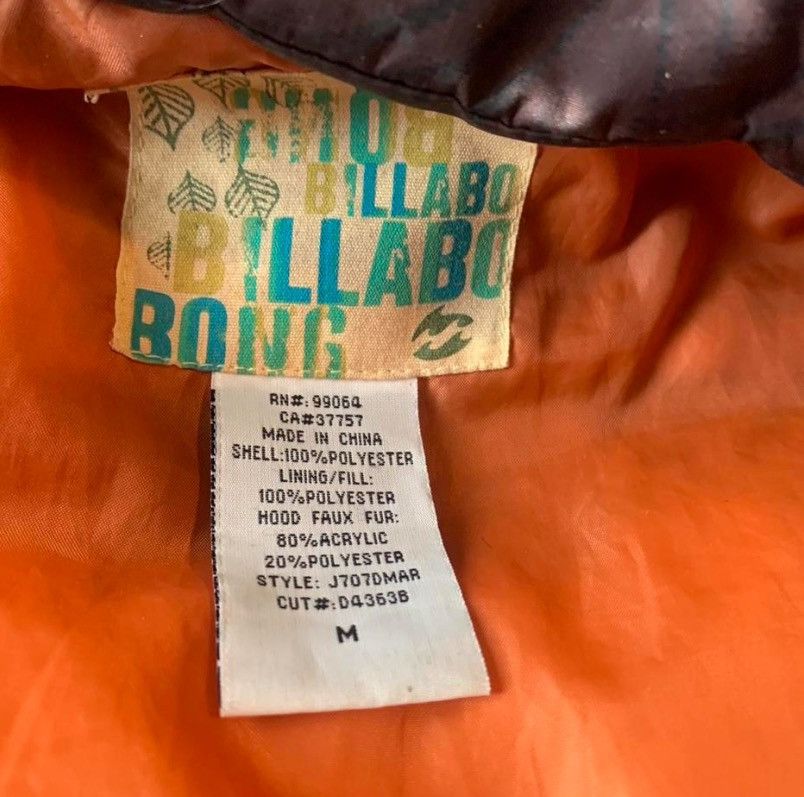 BILLABO
BILLABO
BONG
RN#: 99064
CA#37757
MADE IN CHINA
SHELL:100%POLYESTER
LINING/FILL:
100%POLYESTER
HOOD FAUX FUR:
80%ACRYLIC
20%POLYESTER
STYLE: J707DMAR
CUT#:D4363B
M